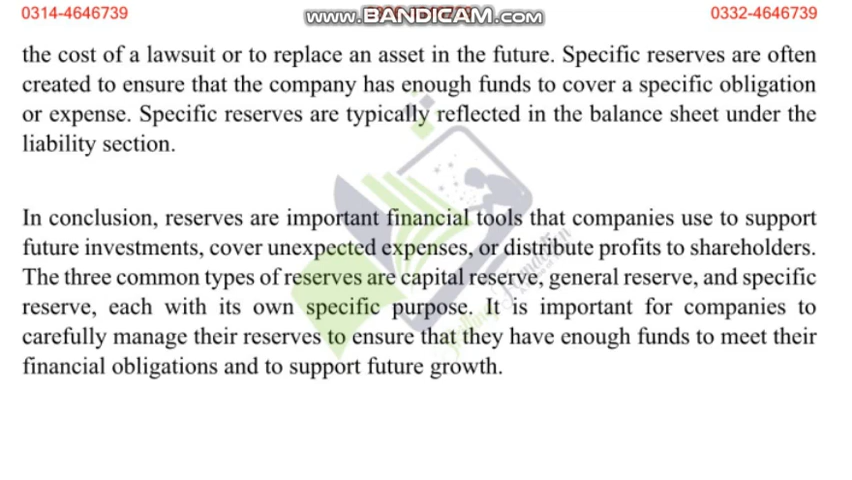 0314-4646739
www.BANDICAM.com
0332-4646739
the cost of a lawsuit or to replace an asset in the future. Specific reserves are often
created to ensure that the company has enough funds to cover a specific obligation
or expense. Specific reserves are typically reflected in the balance sheet under the
liability section.
In conclusion, reserves are important financial tools that companies use to support
future investments, cover unexpected expenses, or distribute profits to shareholders.
The three common types of reserves are capital reserve, general reserve, and specific
reserve, each with its own specific purpose. It is important for companies to
carefully manage their reserves to ensure that they have enough funds to meet their
financial obligations and to support future growth.